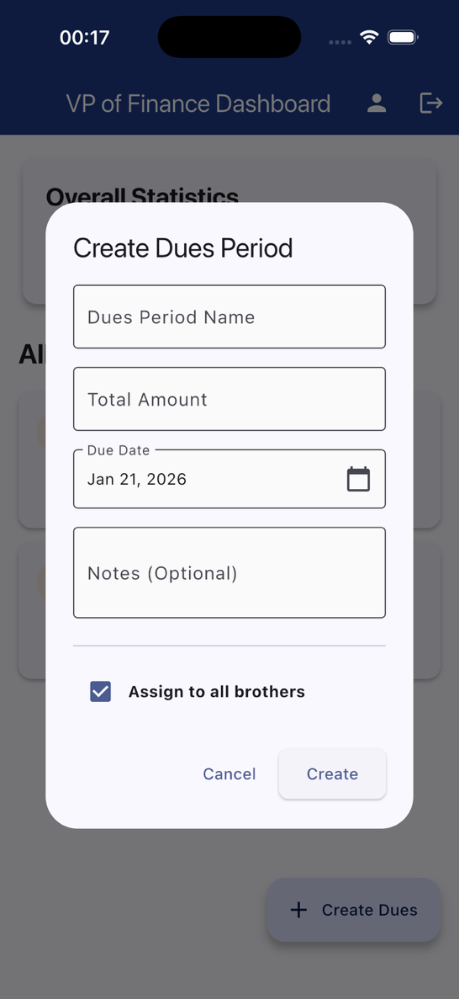 00:17
VP of Finance Dashboard
Overall Statistics
Create Dues Period
Dues Period Name
Total Amount
Due Date
Jan 21, 2026
Notes (Optional)
Assign to all brothers
Cancel
Create
Create Dues